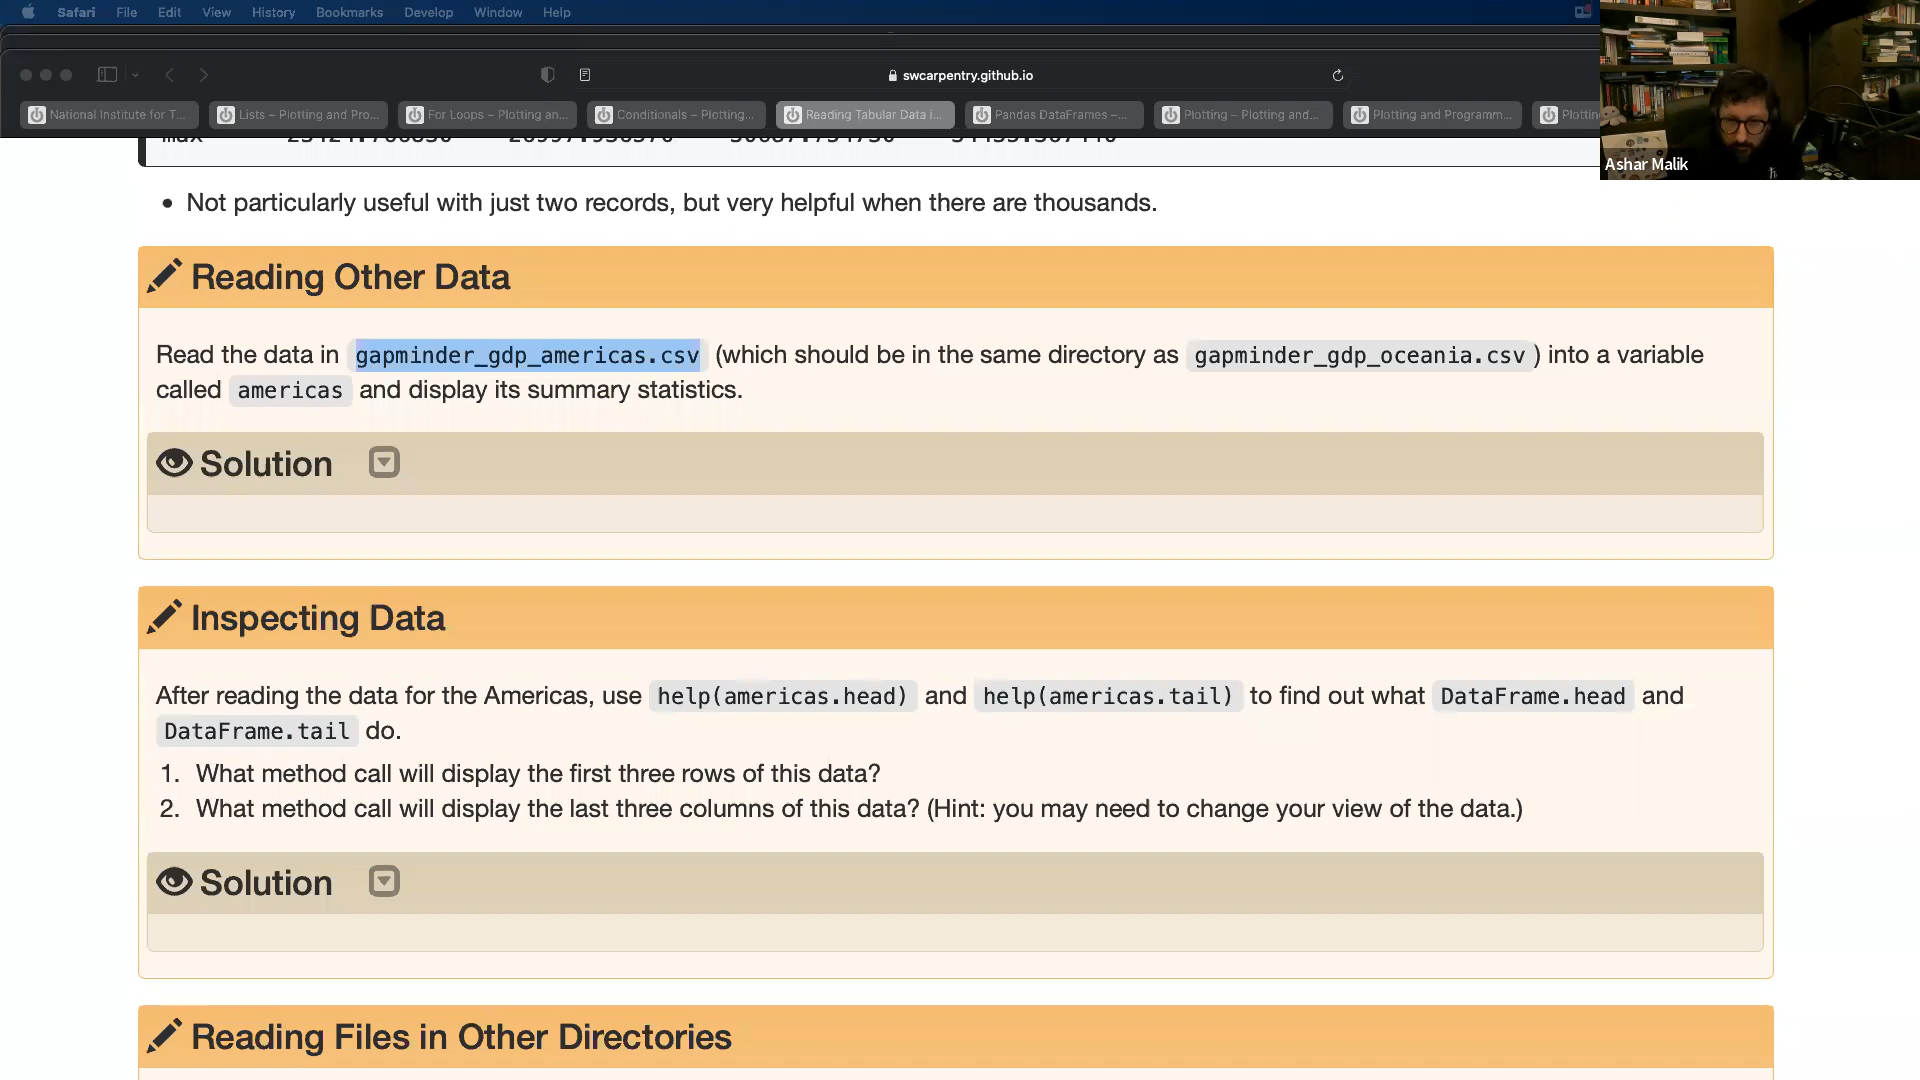 Safari File Edit View History Bookmarks Develop Window Help
swcarpentry.github.io
National Institute for T...
Lists – Plotting and Pro...
For Loops – Plotting an...
Conditionals – Plotting...
Reading Tabular Data i...
Pandas DataFrames –...
Plotting – Plotting and...
Plotting and Programm...
Plottin
Ashar Malik
• Not particularly useful with just two records, but very helpful when there are thousands.
Reading Other Data
Read the data in gapminder_gdp_americas.csv (which should be in the same directory as gapminder_gdp_oceania.csv ) into a variable
called americas and display its summary statistics.
Solution
Inspecting Data
After reading the data for the Americas, use help(americas.head) and help(americas.tail) to find out what DataFrame.head and
DataFrame.tail do.
1. What method call will display the first three rows of this data?
2. What method call will display the last three columns of this data? (Hint: you may need to change your view of the data.)
Solution
Reading Files in Other Directories